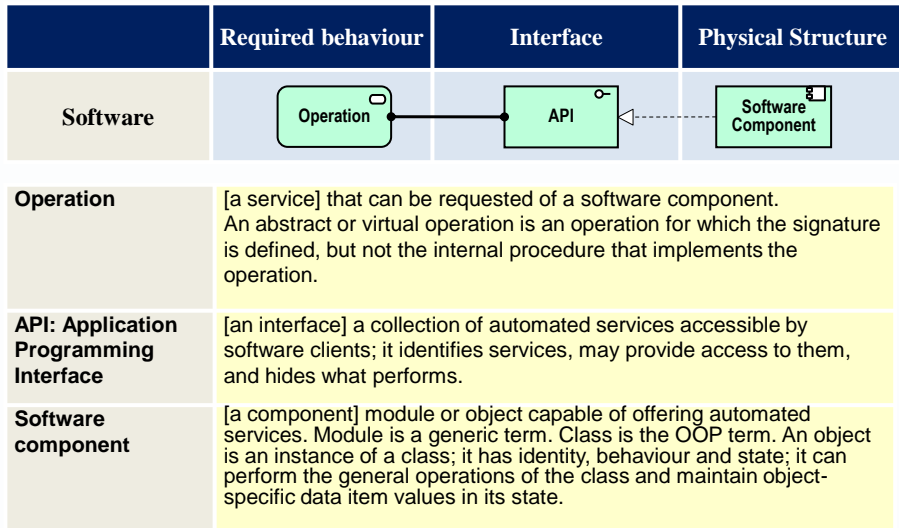 Required behaviour Interface Physical Structure
Software Operation API Software
Component
Operation [a service] that can be requested of a software component.
An abstract or virtual operation is an operation for which the signature
is defined, but not the internal procedure that implements the
operation.
API: Application [an interface] a collection of automated services accessible by
Programming software clients; it identifies services, may provide access to them,
Interface and hides what performs.
Software [a component] module or object capable of offering automated
component services. Module is a generic term. Class is the OOP term. An object
is an instance of a class; it has identity, behaviour and state; it can
perform the general operations of the class and maintain object-
specific data item values in its state.